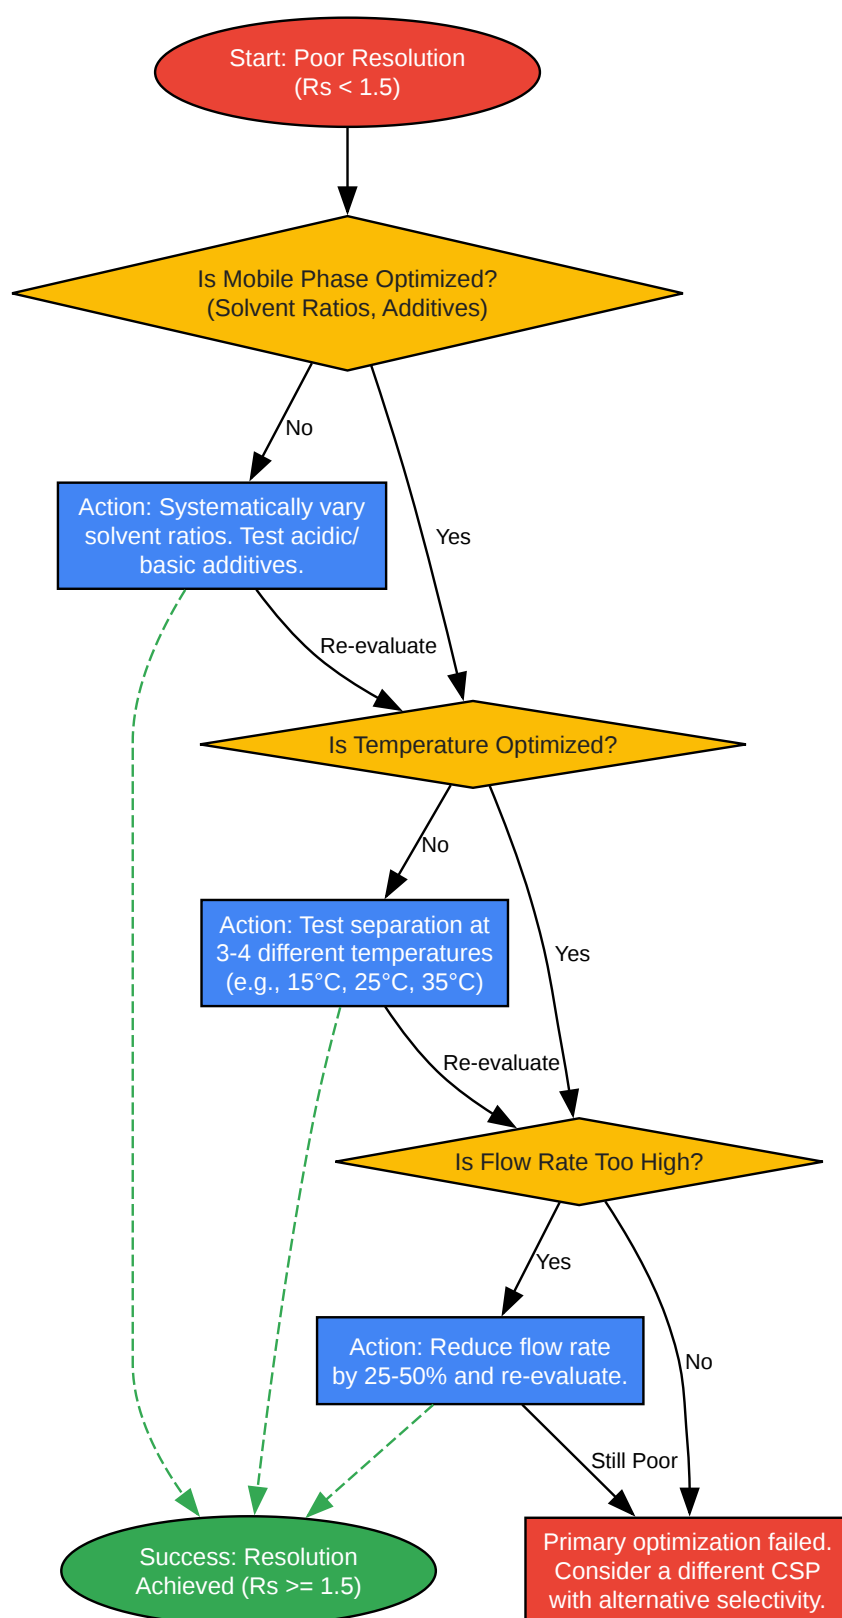 Start: Poor Resolution
(Rs < 1.5)
Is Mobile Phase Optimized?
(Solvent Ratios, Additives)
No
Action: Systematically vary
solvent ratios. Test acidic/
basic additives.
Yes
Re-evaluate
Is Temperature Optimized?
No
Action: Test separation at
3-4 different temperatures
(e.g., 15°C, 25°C, 35°C)
Yes
Re-evaluate
Is Flow Rate Too High?
Yes
Action: Reduce flow rate
by 25-50% and re-evaluate.
No
Still Poor
Success: Resolution
Achieved (Rs >= 1.5)
Primary optimization failed.
Consider a different CSP
with alternative selectivity.